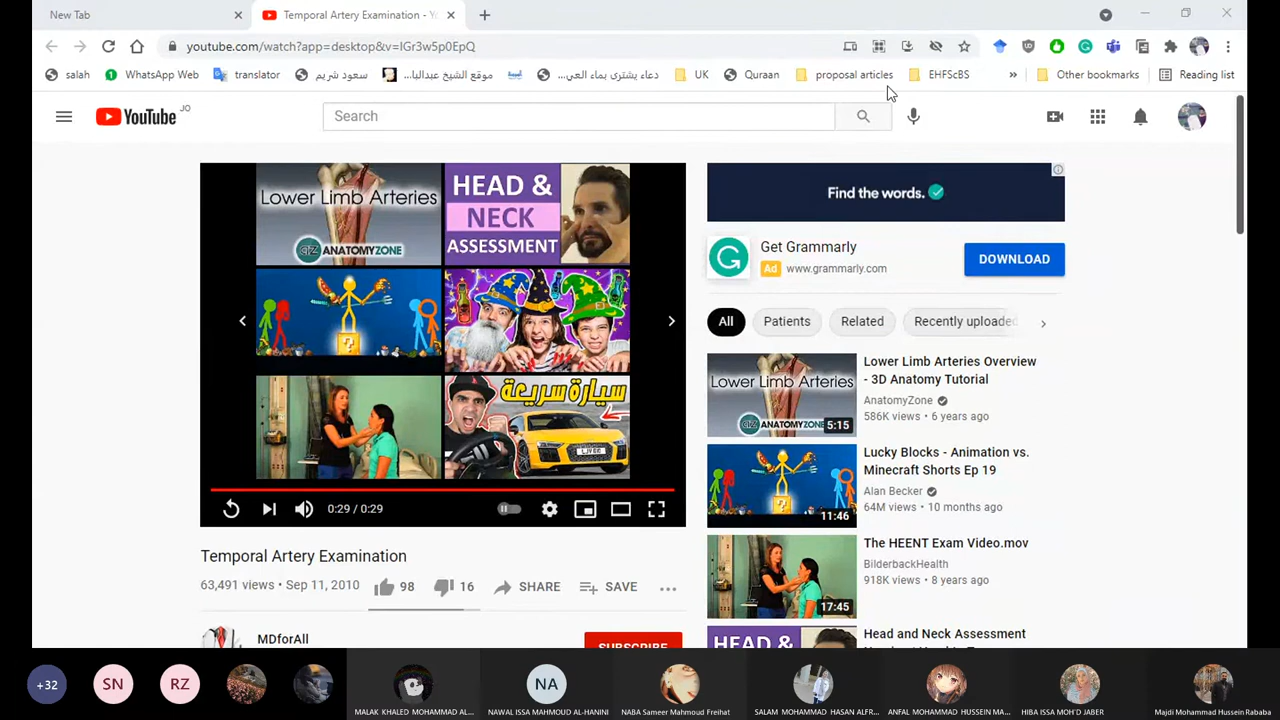 New Tab
Temporal Artery Examination - Yo
youtube.com/watch?app=desktop&v=IGr3w5p0EpQ
salah
WhatsApp Web
translator
سعود شريم
موقع الشيخ عبدالبا...
دعاء يشترى بماء العي...
UK
Quraan
proposal articles
EHFScBS
Other bookmarks
Reading list
YouTube JO
Search
Lower Limb Arteries
ANATOMYZONE
HEAD &
NECK
ASSESSMENT
سيارة سريعة
0:29 / 0:29
Find the words.
Get Grammarly
Ad www.grammarly.com
DOWNLOAD
All
Patients
Related
Recently uploaded
Lower Limb Arteries
ANATOMYZONE
5:15
Lower Limb Arteries Overview
- 3D Anatomy Tutorial
AnatomyZone
586K views • 6 years ago
11:46
Lucky Blocks - Animation vs.
Minecraft Shorts Ep 19
Alan Becker
64M views • 10 months ago
17:45
The HEENT Exam Video.mov
BilderbackHealth
918K views • 8 years ago
HEAD &
Head and Neck Assessment
Temporal Artery Examination
63,491 views • Sep 11, 2010
98
16
SHARE
SAVE
MDforAll
SUBSCRIBE
+32
SN
RZ
MALAK KHALED MOHAMMAD AL...
NA
NAWAL ISSA MAHMOUD AL-HANINI
NABA Sameer Mahmoud Freihat
SALAM MOHAMMAD HASAN ALFR...
ANFAL MOHAMMAD HUSSEIN MA...
HIBA ISSA MOH'D JABER
Majdi Mohammad Hussein Rababa